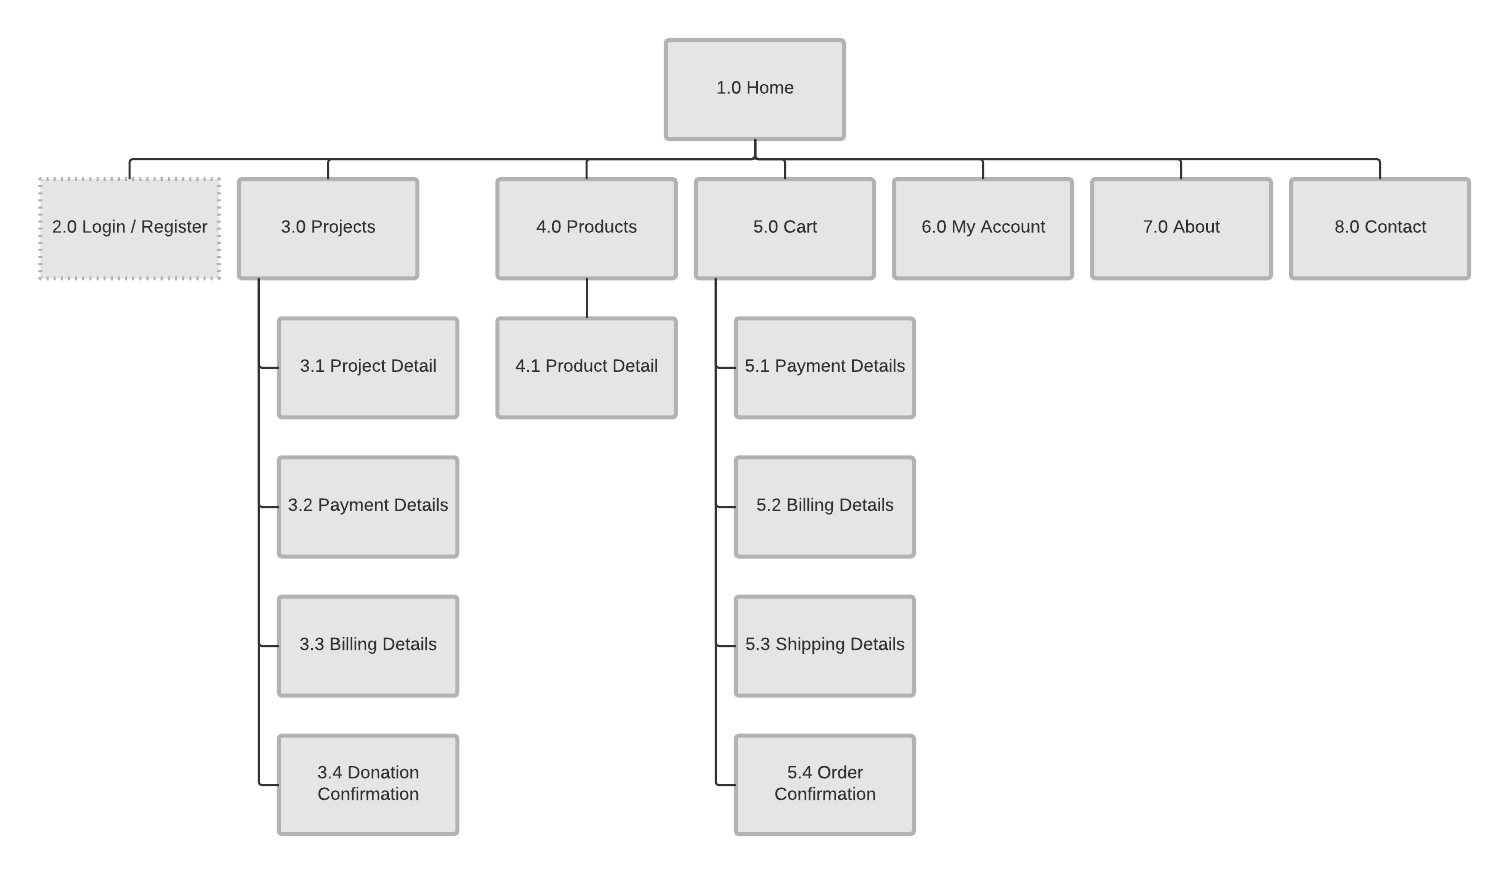 1.0 Home
2.0 Login / Register
3.0 Projects
4.0 Products
5.0 Cart
6.0 My Account
7.0 About
8.0 Contact
3.1 Project Detail
4.1 Product Detail
5.1 Payment Details
3.2 Payment Details
5.2 Billing Details
3.3 Billing Details
5.3 Shipping Details
3.4 Donation
Confirmation
5.4 Order
Confirmation